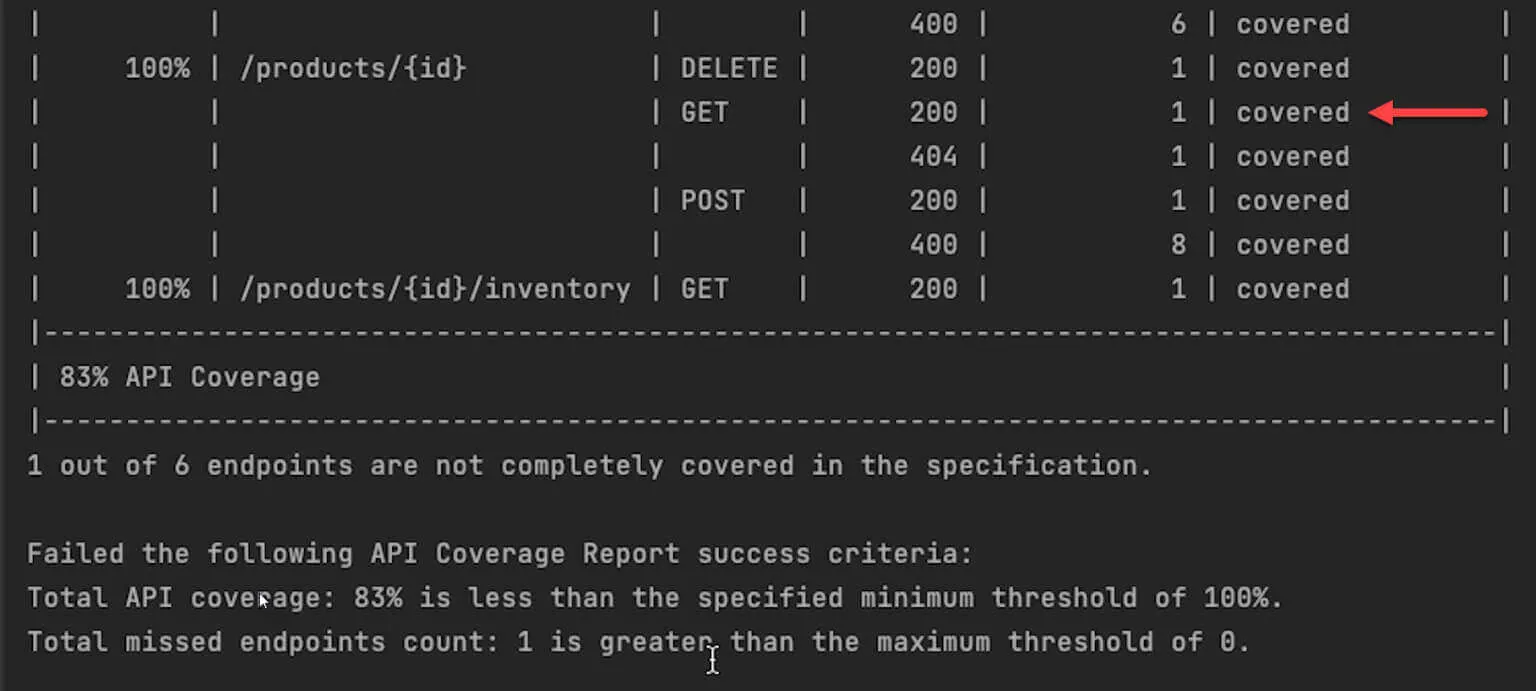 |          |                          |        |      400 |           6 | covered         |
|     100% | /products/{id}           | DELETE |      200 |           1 | covered         |
|          |                          | GET    |      200 |           1 | covered         |
|          |                          |        |      404 |           1 | covered         |
|          |                          | POST   |      200 |           1 | covered         |
|          |                          |        |      400 |           8 | covered         |
|     100% | /products/{id}/inventory | GET    |      200 |           1 | covered         |
|-----------------------------------------------------------------------------------------|
| 83% API Coverage                                                                        |
|-----------------------------------------------------------------------------------------|
1 out of 6 endpoints are not completely covered in the specification.
Failed the following API Coverage Report success criteria:
Total API coverage: 83% is less than the specified minimum threshold of 100%.
Total missed endpoints count: 1 is greater than the maximum threshold of 0.